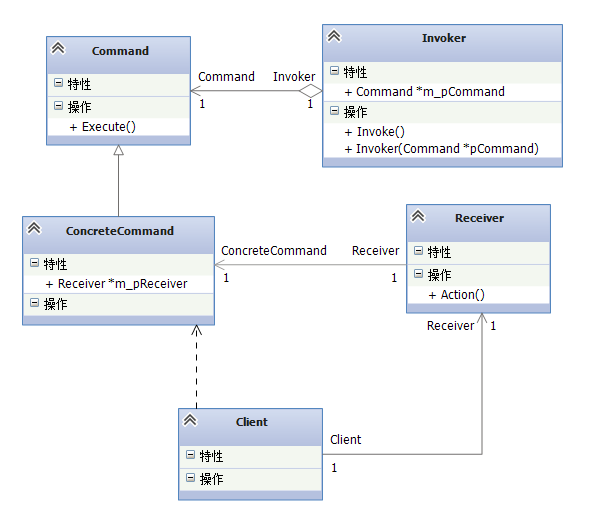 Command
特性
操作
+ Execute()
Invoker
特性
+ Command *m_pCommand
操作
+ Invoke()
+ Invoker(Command *pCommand)
Command
Invoker
1
1
ConcreteCommand
特性
+ Receiver *m_pReceiver
操作
ConcreteCommand
Receiver
1
1
Receiver
特性
操作
+ Action()
Receiver
1
Client
特性
操作
Client
1